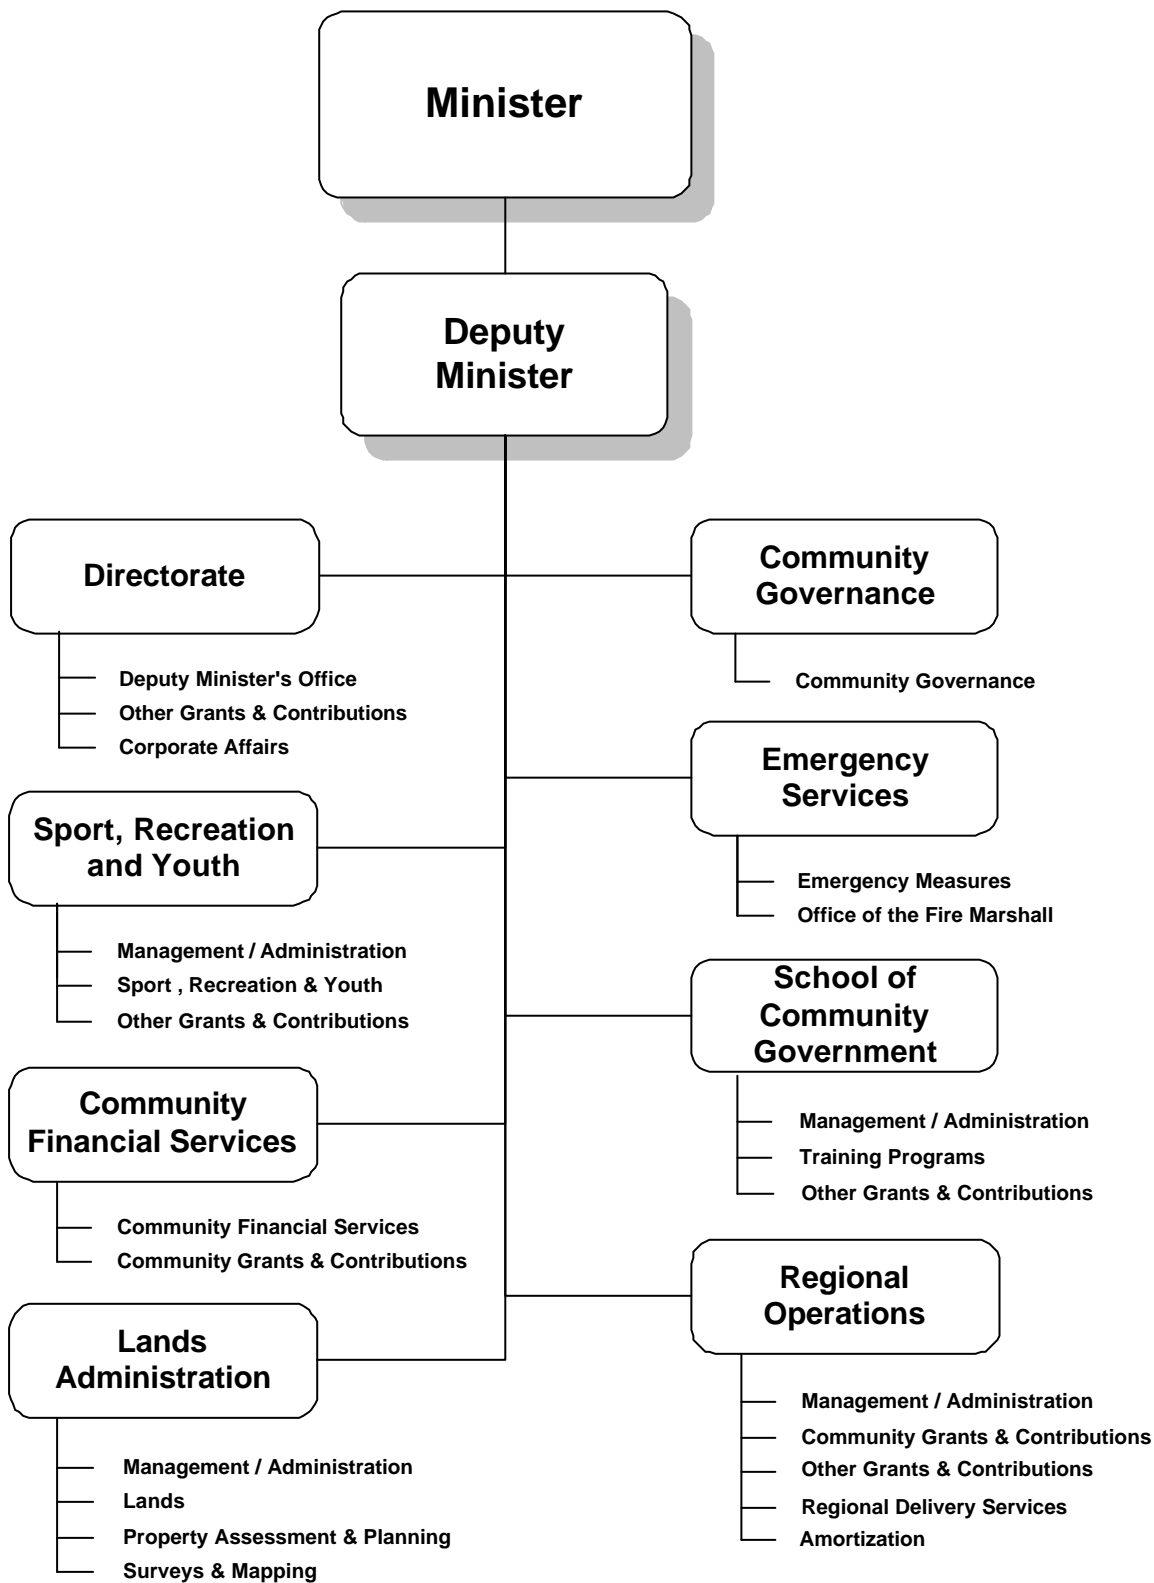 Minister
Deputy
Minister
Directorate
Deputy Minister's Office
Other Grants & Contributions
Corporate Affairs
Sport, Recreation
and Youth
Management / Administration
Sport , Recreation & Youth
Other Grants & Contributions
Community
Financial Services
Community Financial Services
Community Grants & Contributions
Lands
Administration
Management / Administration
Lands
Property Assessment & Planning
Surveys & Mapping
Community
Governance
Community Governance
Emergency
Services
Emergency Measures
Office of the Fire Marshall
School of
Community
Government
Management / Administration
Training Programs
Other Grants & Contributions
Regional
Operations
Management / Administration
Community Grants & Contributions
Other Grants & Contributions
Regional Delivery Services
Amortization